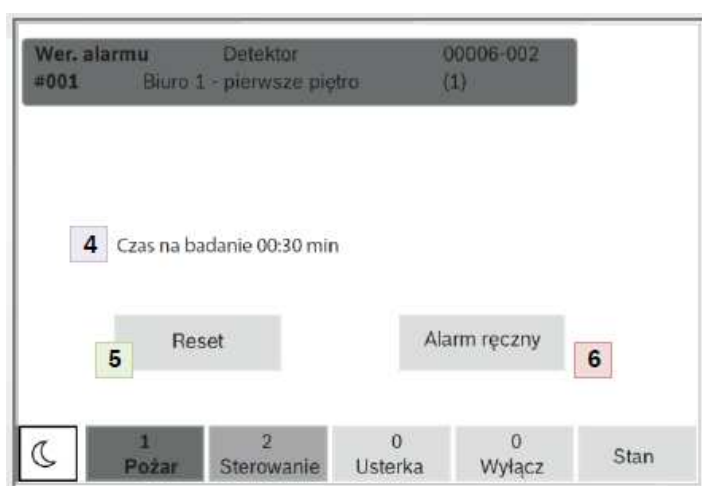 Wer. alarmu Detektor 00006-002
#001 Biuro 1 - pierwsze piętro (1)
4 Czas na badanie 00:30 min
Reset Alarm ręczny
5 6
1 2 0 0
Pożar Sterowanie Usterka Wyłącz Stan